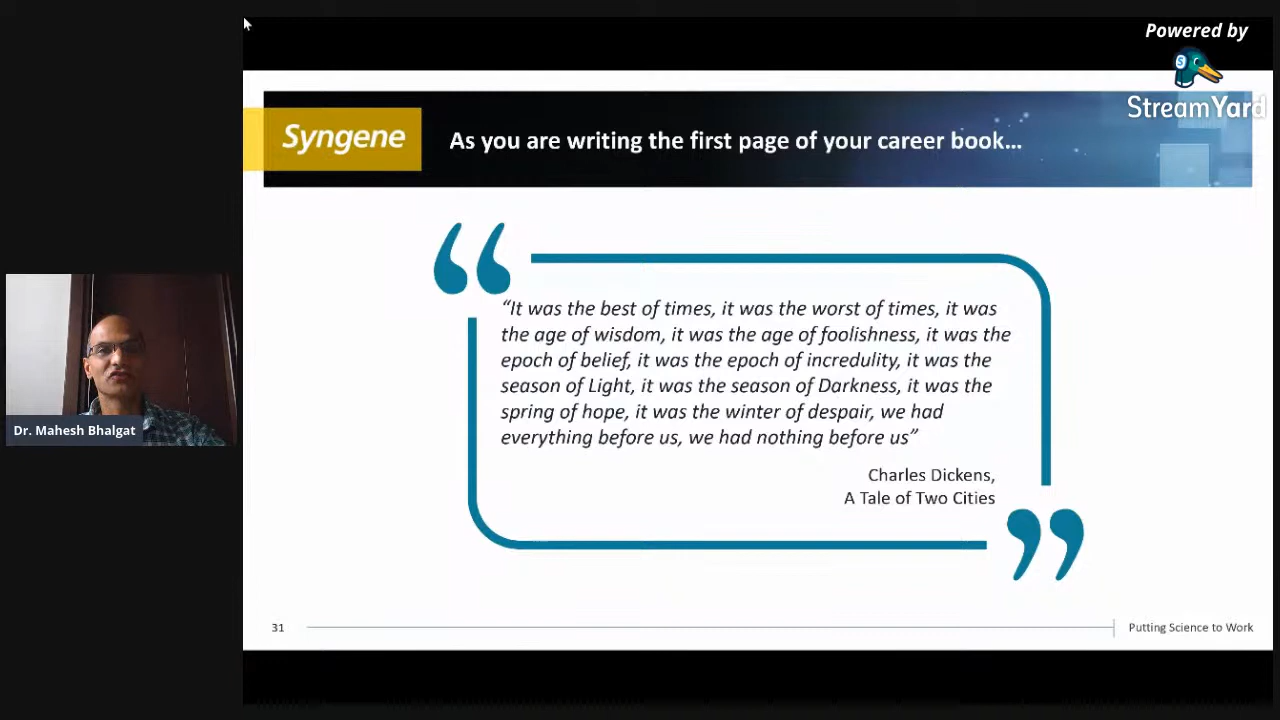 Powered by
StreamYard
Syngene
As you are writing the first page of your career book...
“It was the best of times, it was the worst of times, it was
the age of wisdom, it was the age of foolishness, it was the
epoch of belief, it was the epoch of incredulity, it was the
season of Light, it was the season of Darkness, it was the
spring of hope, it was the winter of despair, we had
everything before us, we had nothing before us”
Charles Dickens,
A Tale of Two Cities
Dr. Mahesh Bhalgat
31
Putting Science to Work